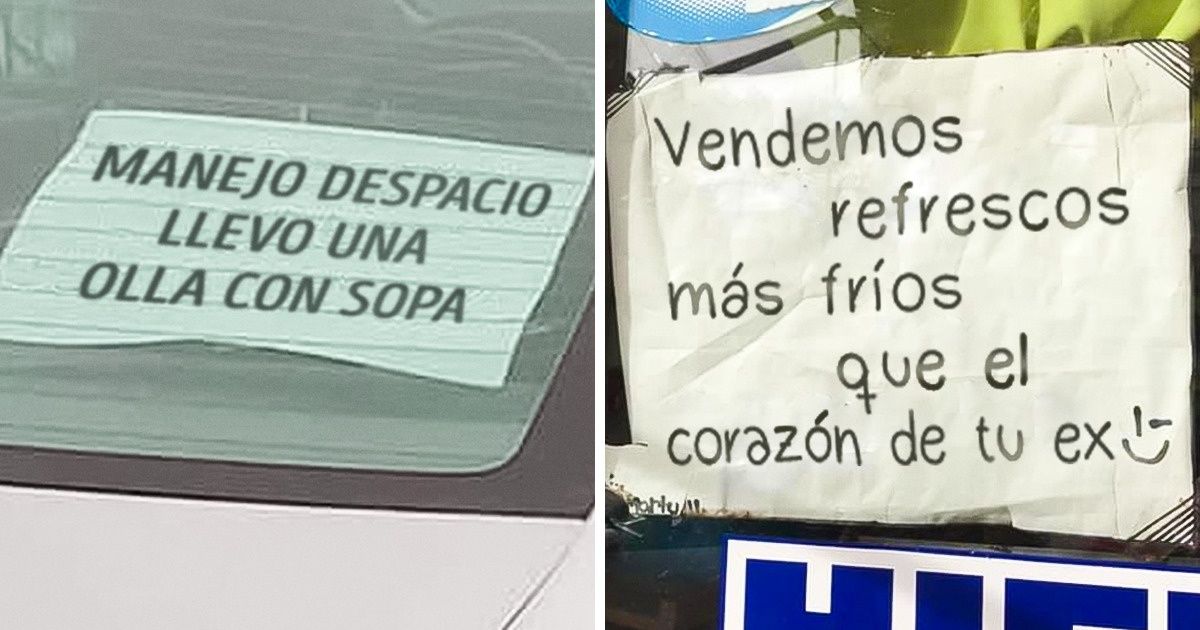 MANEJO DESPACIO
LLEVO UNA
OLLA CON SOPA
Vendemos
refrescos
más fríos
que el
corazón de tu ex